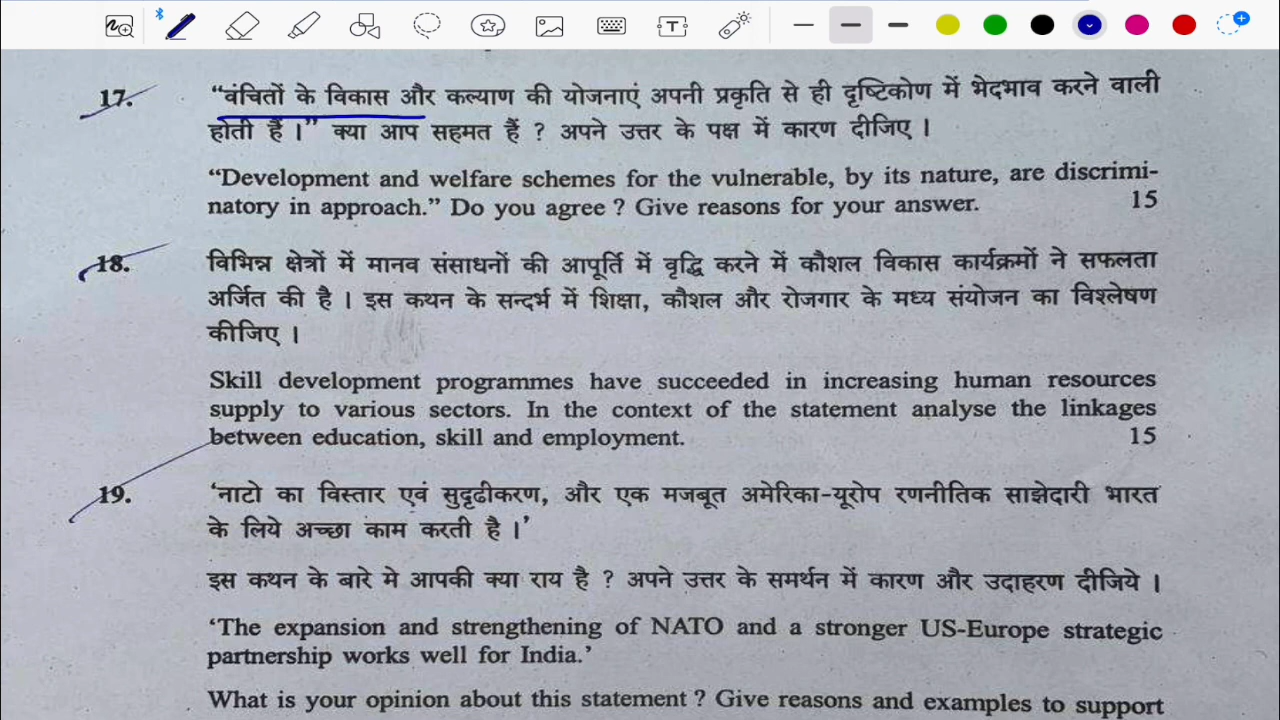 17. “वंचितों के विकास और कल्याण की योजनाएं अपनी प्रकृति से ही दृष्टिकोण में भेदभाव करने वाली
होती हैं।” क्या आप सहमत हैं ? अपने उत्तर के पक्ष में कारण दीजिए ।
“Development and welfare schemes for the vulnerable, by its nature, are discrimi-
natory in approach.” Do you agree ? Give reasons for your answer. 15
18. विभिन्न क्षेत्रों में मानव संसाधनों की आपूर्ति में वृद्धि करने में कौशल विकास कार्यक्रमों ने सफलता
अर्जित की है । इस कथन के सन्दर्भ में शिक्षा, कौशल और रोजगार के मध्य संयोजन का विश्लेषण
कीजिए ।
Skill development programmes have succeeded in increasing human resources
supply to various sectors. In the context of the statement analyse the linkages
between education, skill and employment. 15
19. ‘नाटो का विस्तार एवं सुदृढीकरण, और एक मजबूत अमेरिका-यूरोप रणनीतिक साझेदारी भारत
के लिये अच्छा काम करती है ।’
इस कथन के बारे मे आपकी क्या राय है ? अपने उत्तर के समर्थन में कारण और उदाहरण दीजिये ।
‘The expansion and strengthening of NATO and a stronger US-Europe strategic
partnership works well for India.’
What is your opinion about this statement ? Give reasons and examples to support